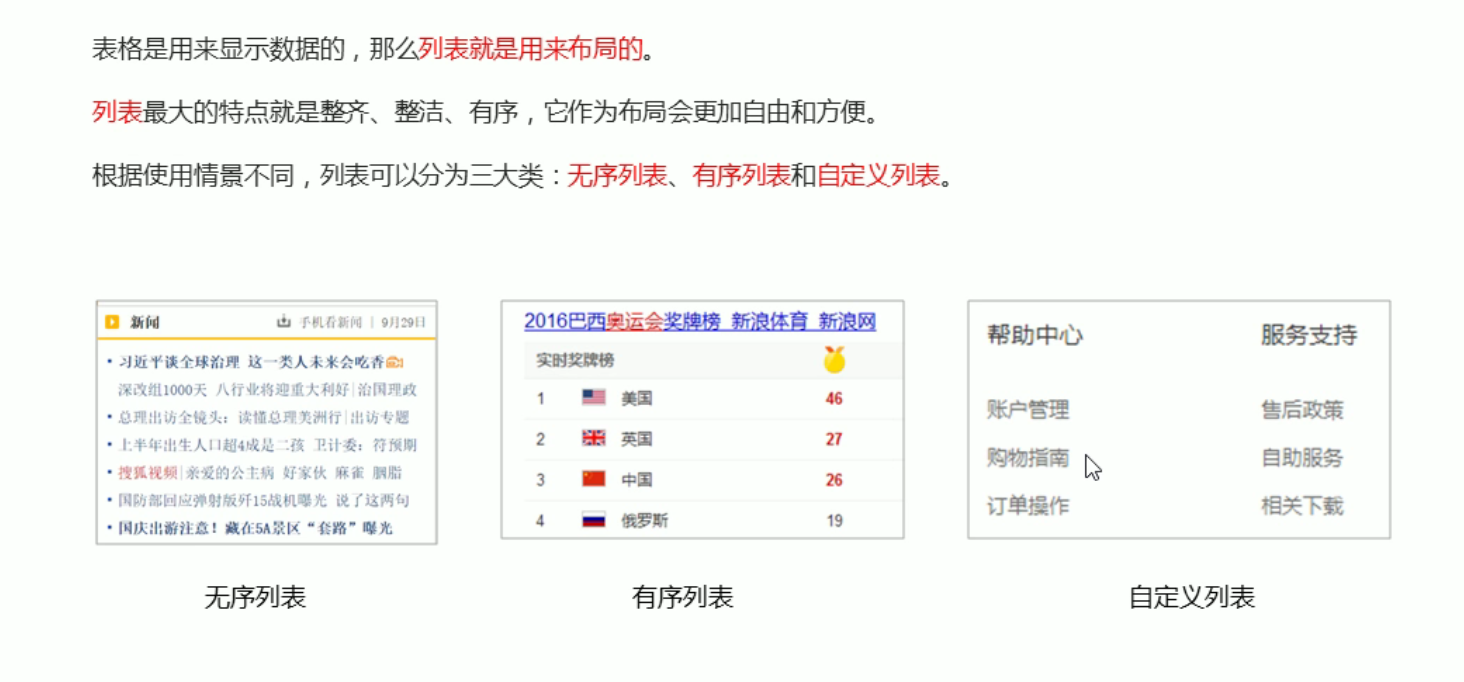 表格是用来显示数据的，那么列表就是用来布局的。
列表最大的特点就是整齐、整洁、有序，它作为布局会更加自由和方便。
根据使用情景不同，列表可以分为三大类：无序列表、有序列表和自定义列表。
新闻 手机看新闻 | 9月29日
• 习近平谈全球治理 这一类人未来会吃香
深改组1000天 八行业将迎重大利好|治国理政
• 总理出访全镜头：读懂总理美洲行|出访专题
• 上半年出生人口超4成是二孩 卫计委：符预期
• 搜狐视频|亲爱的公主病 好家伙 麻雀 胭脂
• 国防部回应弹射版歼15战机曝光 说了这两句
• 国庆出游注意！藏在5A景区“套路”曝光
无序列表
2016巴西奥运会奖牌榜_新浪体育_新浪网
实时奖牌榜
1 美国 46
2 英国 27
3 中国 26
4 俄罗斯 19
有序列表
帮助中心 服务支持
账户管理 售后政策
购物指南 自助服务
订单操作 相关下载
自定义列表